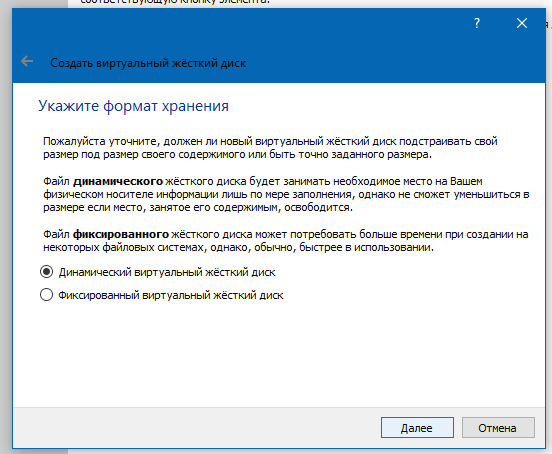 соответствующую кнопку элемента.
?
Создать виртуальный жёсткий диск
Укажите формат хранения
Пожалуйста уточните, должен ли новый виртуальный жёсткий диск подстраивать свой
размер под размер своего содержимого или быть точно заданного размера.
Файл динамического жёсткого диска будет занимать необходимое место на Вашем
физическом носителе информации лишь по мере заполнения, однако не сможет уменьшиться в
размере если место, занятое его содержимым, освободится.
Файл фиксированного жёсткого диска может потребовать больше времени при создании на
некоторых файловых системах, однако, обычно, быстрее в использовании.
Динамический виртуальный жёсткий диск
Фиксированный виртуальный жёсткий диск
Далее
Отмена